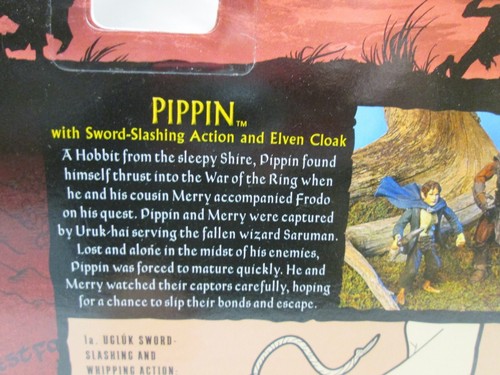 PIPPIN™
with Sword-Slashing Action and Elven Cloak
A Hobbit from the sleepy Shire, Pippin found
himself thrust into the War of the Ring when
he and his cousin Merry accompanied Frodo
on his quest. Pippin and Merry were captured
by Uruk-hai serving the fallen wizard Saruman.
Lost and alone in the midst of his enemies,
Pippin was forced to mature quickly. He and
Merry watched their captors carefully, hoping
for a chance to slip their bonds and escape.
1a. UGLÚK SWORD-
SLASHING AND
WHIPPING ACTION: